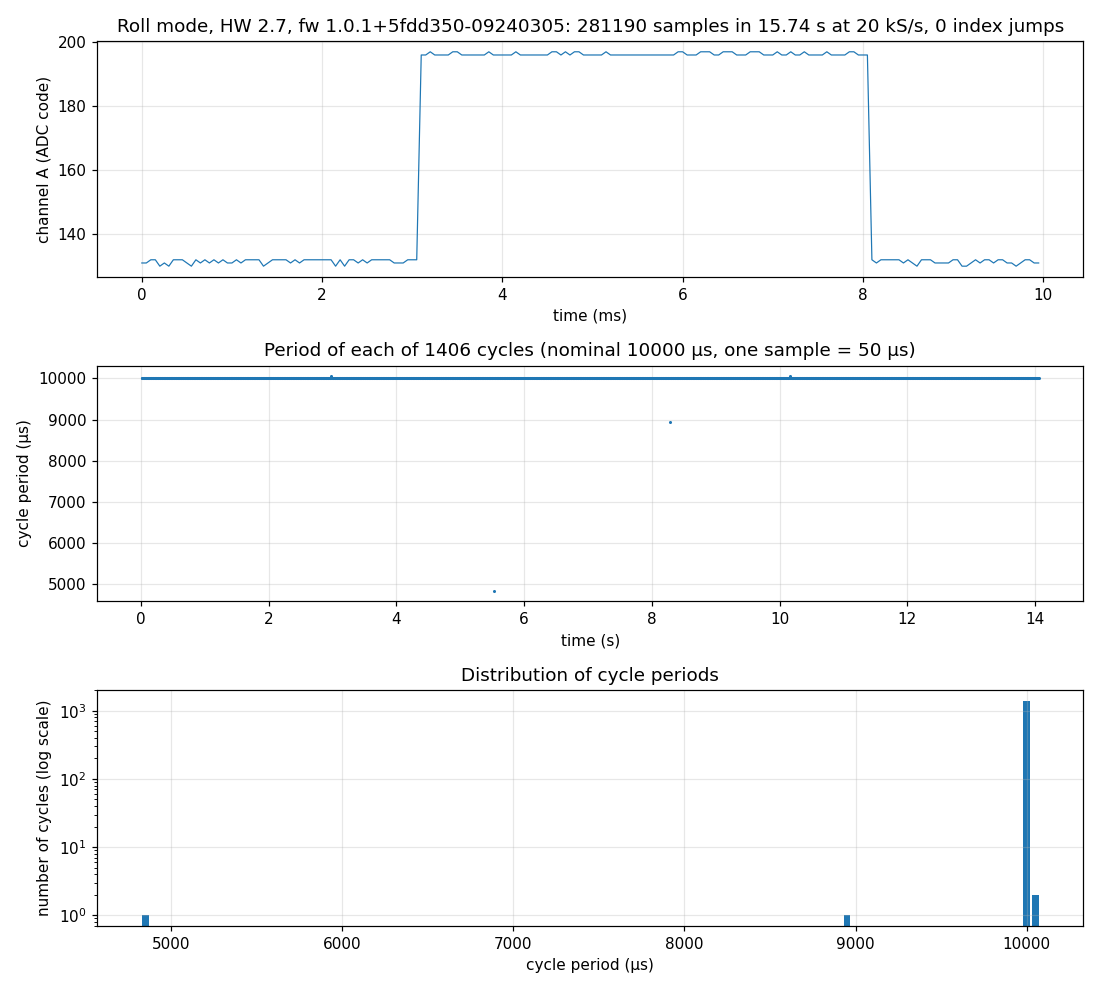 Roll mode, HW 2.7, fw 1.0.1+5fdd350-09240305: 281190 samples in 15.74 s at 20 kS/s, 0 index jumps
channel A (ADC code)
200
180
160
140
0 2 4 6 8 10
time (ms)
Period of each of 1406 cycles (nominal 10000 µs, one sample = 50 µs)
cycle period (µs)
10000
9000
8000
7000
6000
5000
0 2 4 6 8 10 12 14
time (s)
Distribution of cycle periods
number of cycles (log scale)
10³
10²
10¹
10⁰
5000 6000 7000 8000 9000 10000
cycle period (µs)